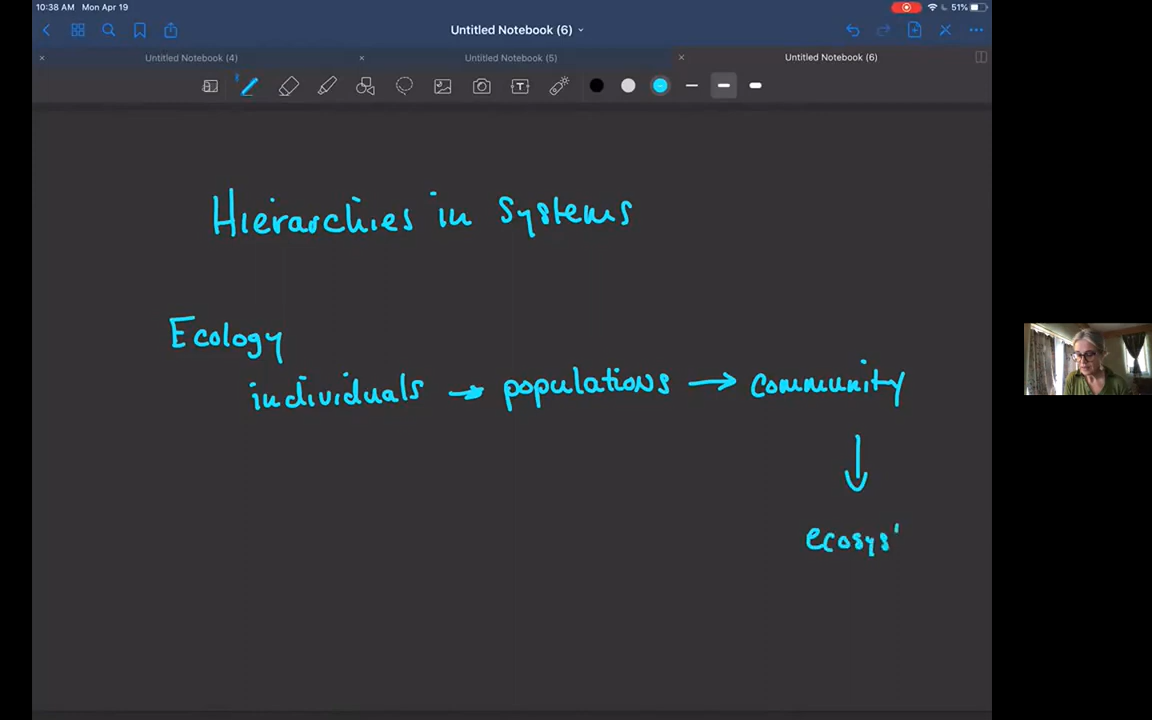 10:38 AM Mon Apr 19
51%
Untitled Notebook (6)
Untitled Notebook (4)
Untitled Notebook (5)
Untitled Notebook (6)
Hierarchies in Systems
Ecology
individuals → populations → community
↓
ecosys'